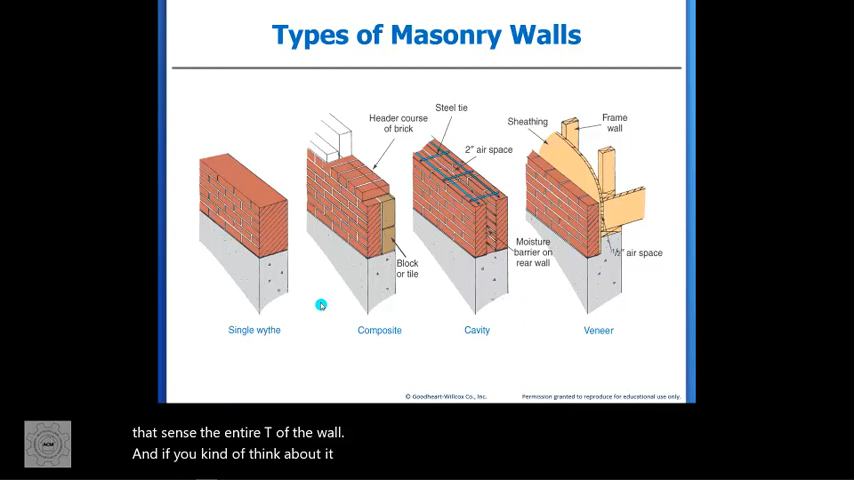 Types of Masonry Walls
Steel tie
Header course
of brick
2" air space
Sheathing
Frame
wall
Block
or tile
Moisture
barrier on
rear wall
½" air space
Single wythe
Composite
Cavity
Veneer
© Goodheart-Willcox Co., Inc.
Permission granted to reproduce for educational use only.
ACM
that sense the entire T of the wall.
And if you kind of think about it